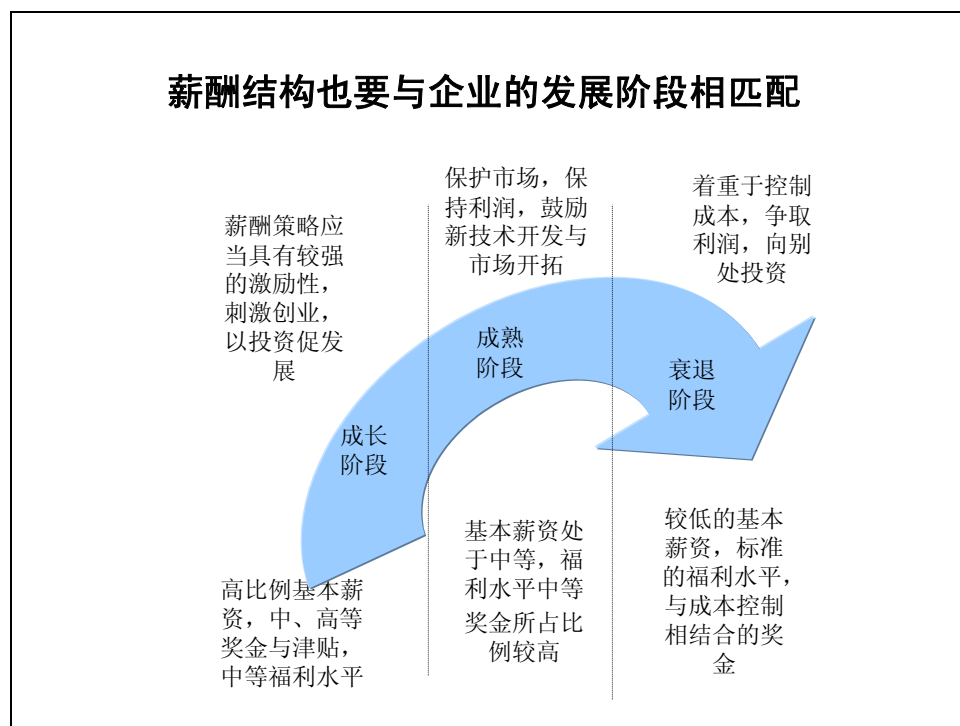 薪酬结构也要与企业的发展阶段相匹配
薪酬策略应
当具有较强
的激励性，
刺激创业，
以投资促发
展
保护市场，保
持利润，鼓励
新技术开发与
市场开拓
着重于控制
成本，争取
利润，向别
处投资
成长
阶段
成熟
阶段
衰退
阶段
高比例基本薪
资，中、高等
奖金与津贴，
中等福利水平
基本薪资处
于中等，福
利水平中等
奖金所占比
例较高
较低的基本
薪资，标准
的福利水平，
与成本控制
相结合的奖
金